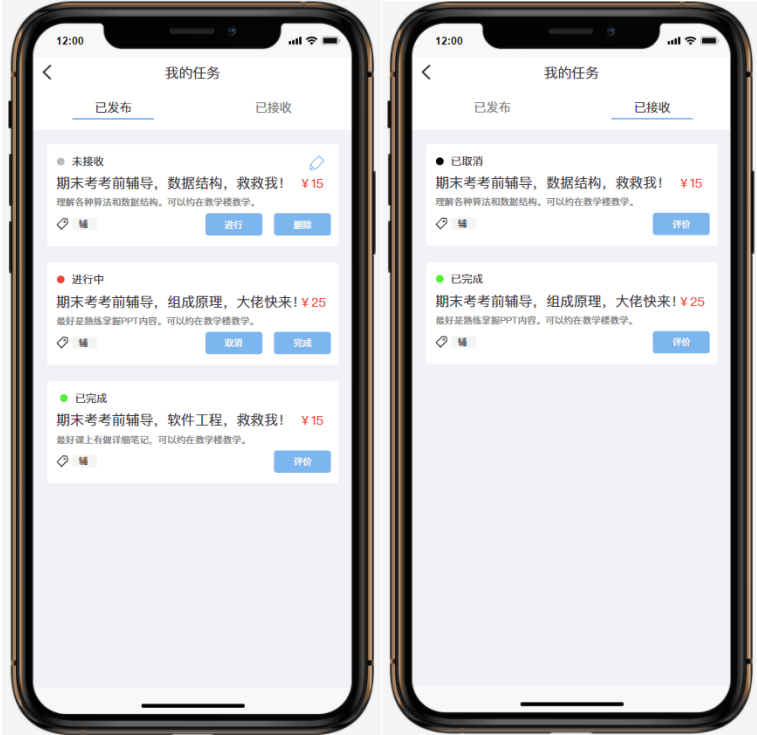 12:00
我的任务
已发布 已接收
未接收
期末考考前辅导，数据结构，救救我！ ￥15
理解各种算法和数据结构。可以约在教学楼教学。
辅 进行 删除
进行中
期末考考前辅导，组成原理，大佬快来！￥25
最好是熟练掌握PPT内容。可以约在教学楼教学。
辅 取消 完成
已完成
期末考考前辅导，软件工程，救救我！ ￥15
最好课上有做详细笔记，可以约在教学楼教学。
辅 评价
12:00
我的任务
已发布 已接收
已取消
期末考考前辅导，数据结构，救救我！ ￥15
理解各种算法和数据结构。可以约在教学楼教学。
辅 评价
已完成
期末考考前辅导，组成原理，大佬快来！￥25
最好是熟练掌握PPT内容。可以约在教学楼教学。
辅 评价